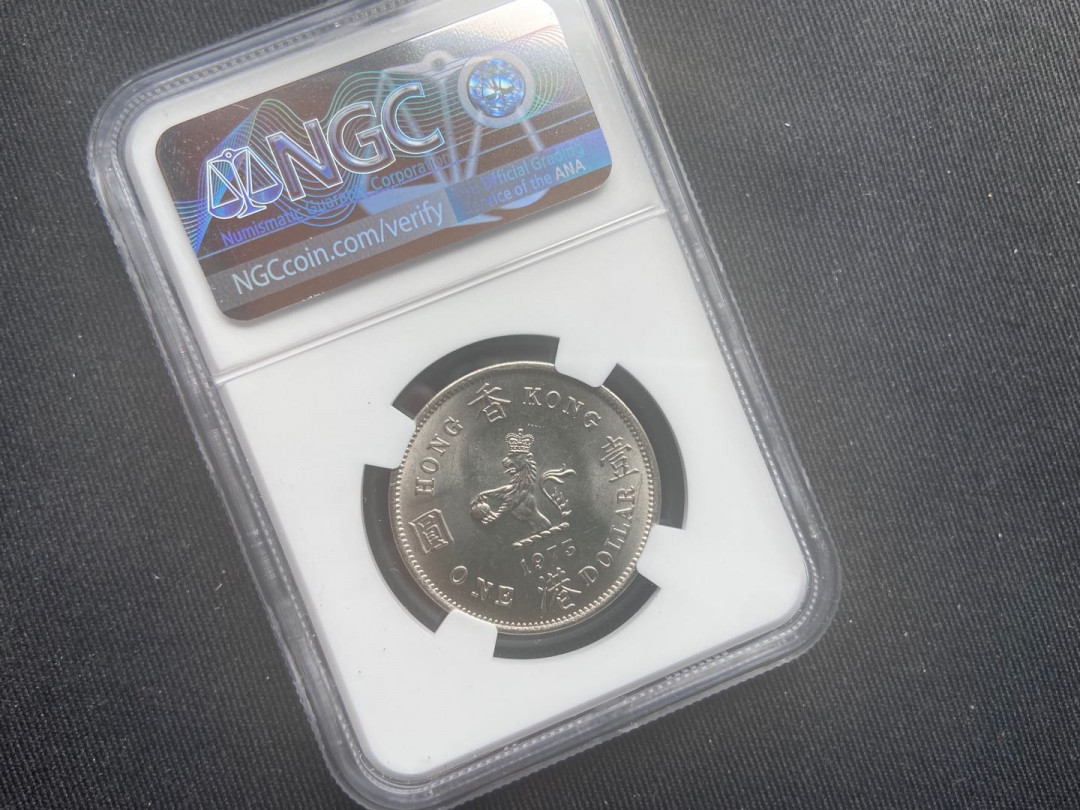 NGC
Numismatic Guaranty Corporation
Official Grading
Service of the ANA
NGCcoin.com/verify
HONG 香 KONG
壹
圓
1975
ONE 港 DOLLAR